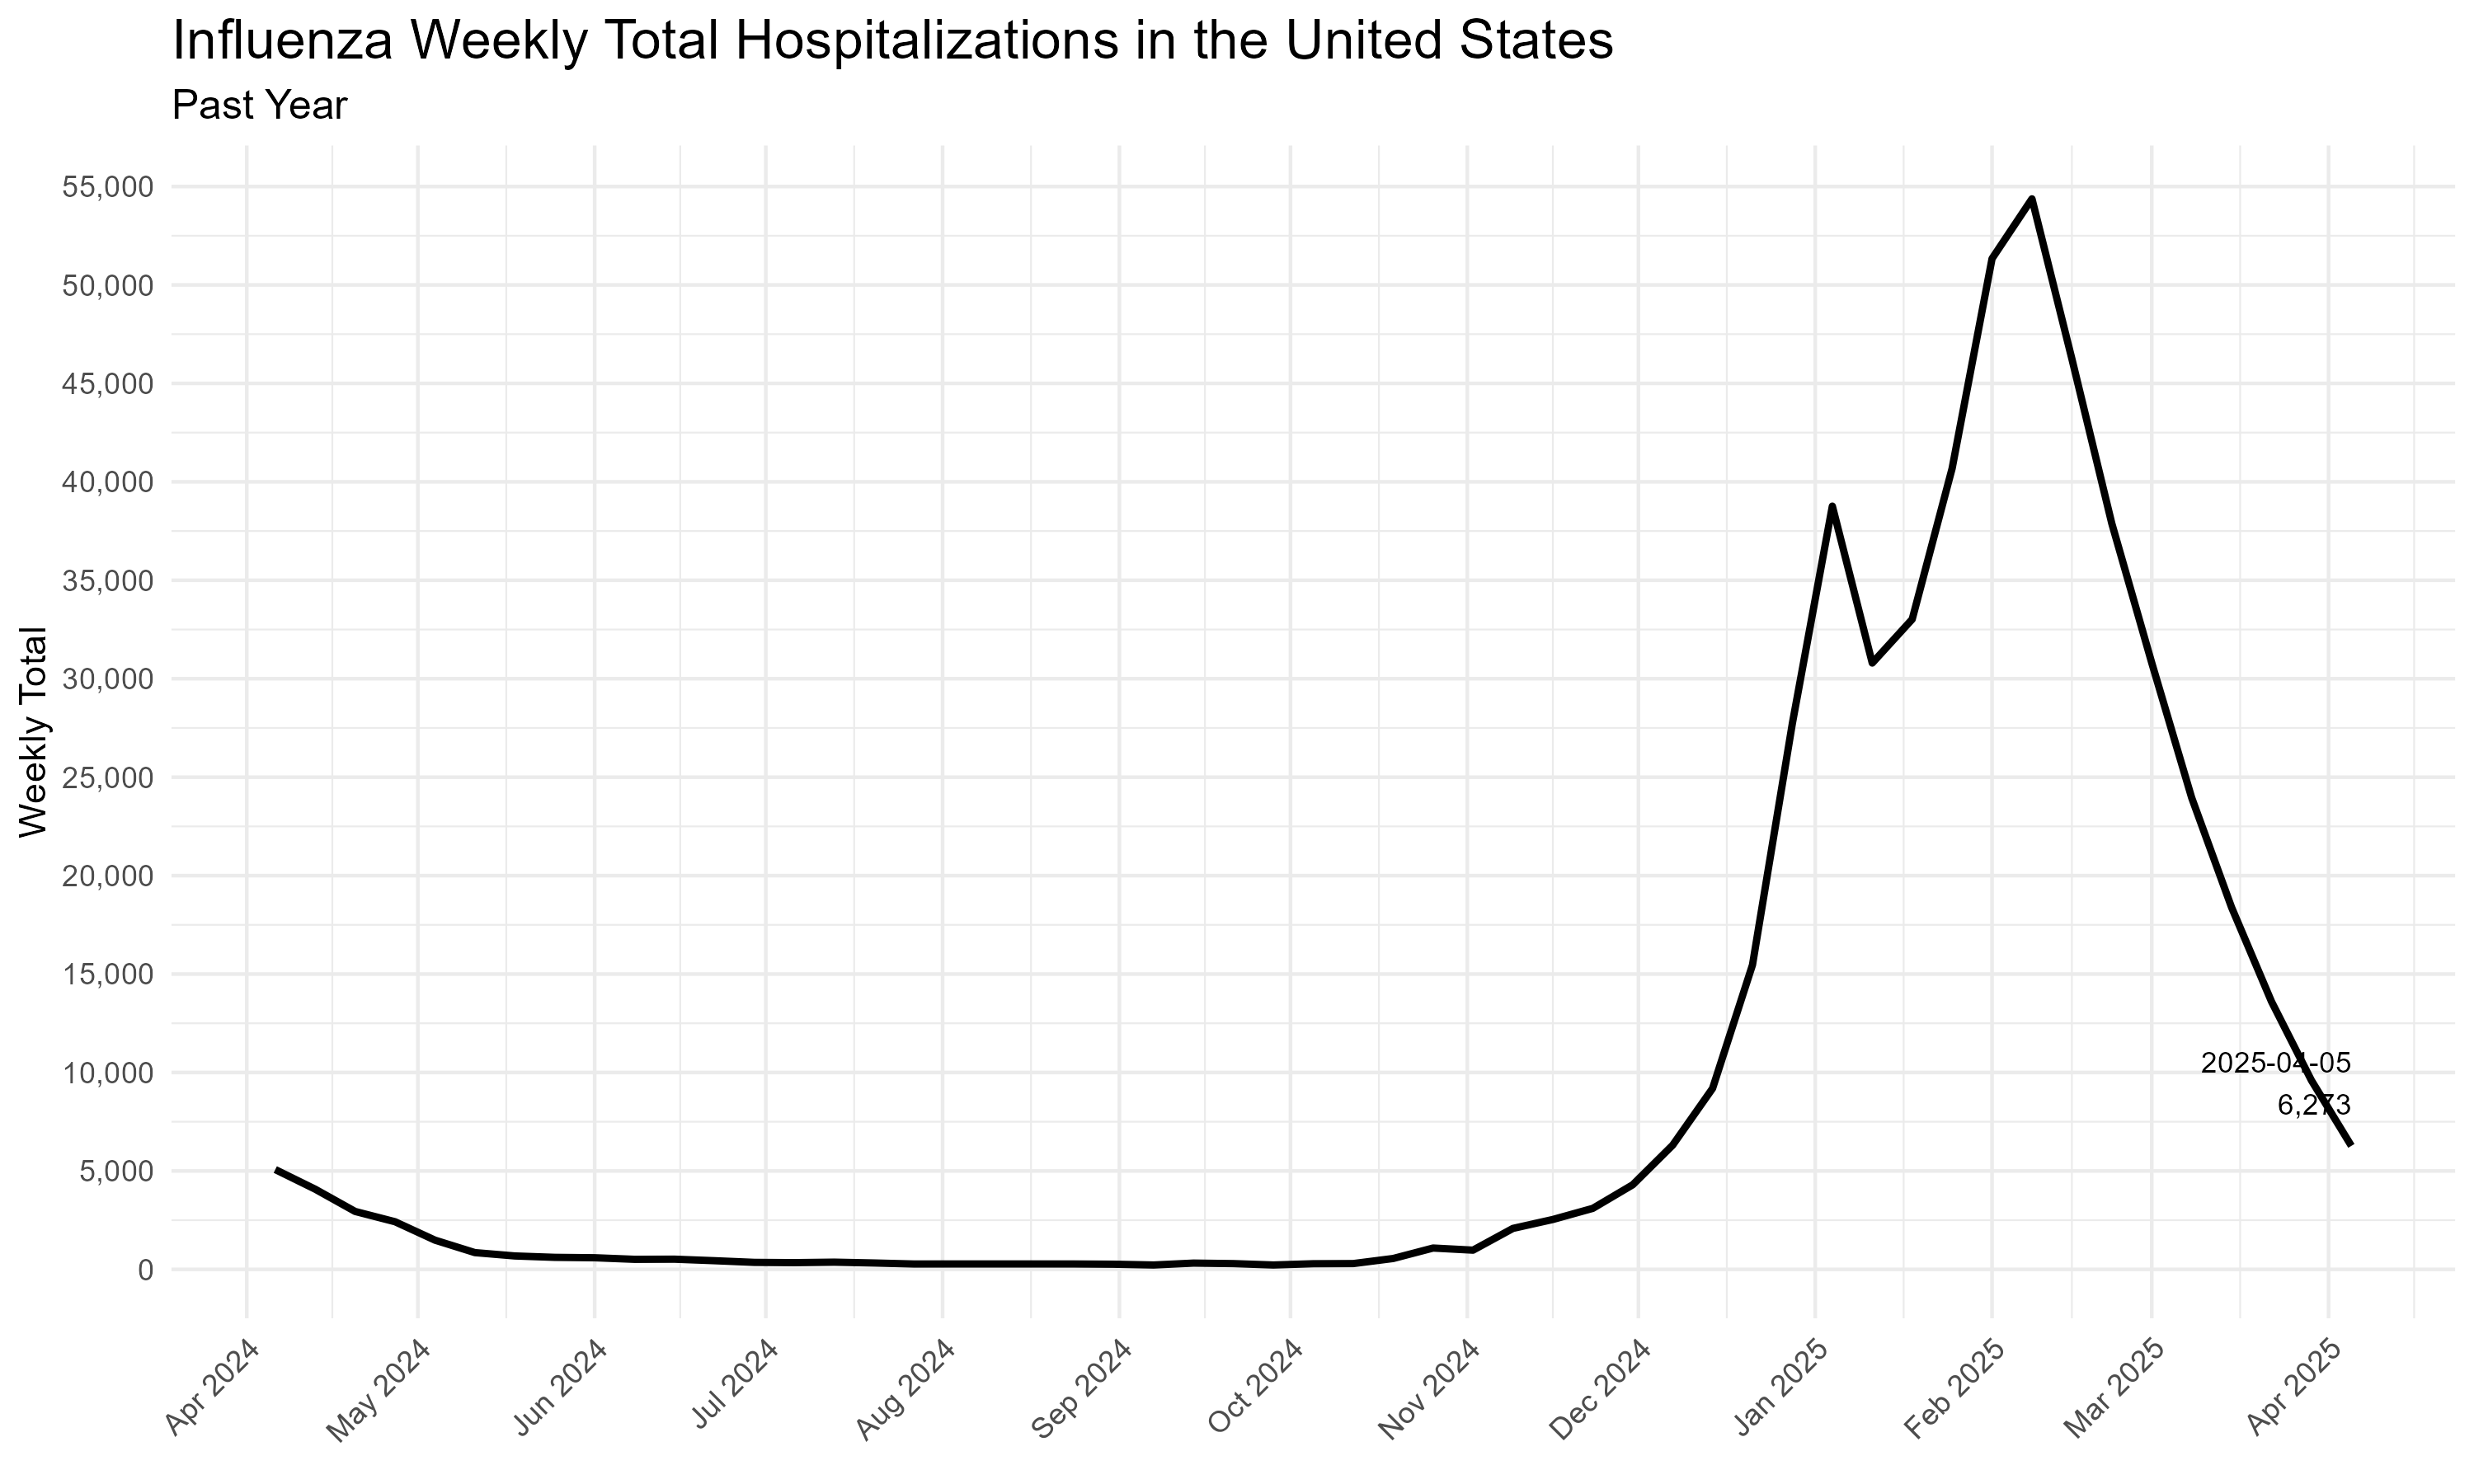 Influenza Weekly Total Hospitalizations in the United States
Past Year
Weekly Total
55,000
50,000
45,000
40,000
35,000
30,000
25,000
20,000
15,000
10,000
5,000
0
2025-04-05
6,273
Apr 2024
May 2024
Jun 2024
Jul 2024
Aug 2024
Sep 2024
Oct 2024
Nov 2024
Dec 2024
Jan 2025
Feb 2025
Mar 2025
Apr 2025